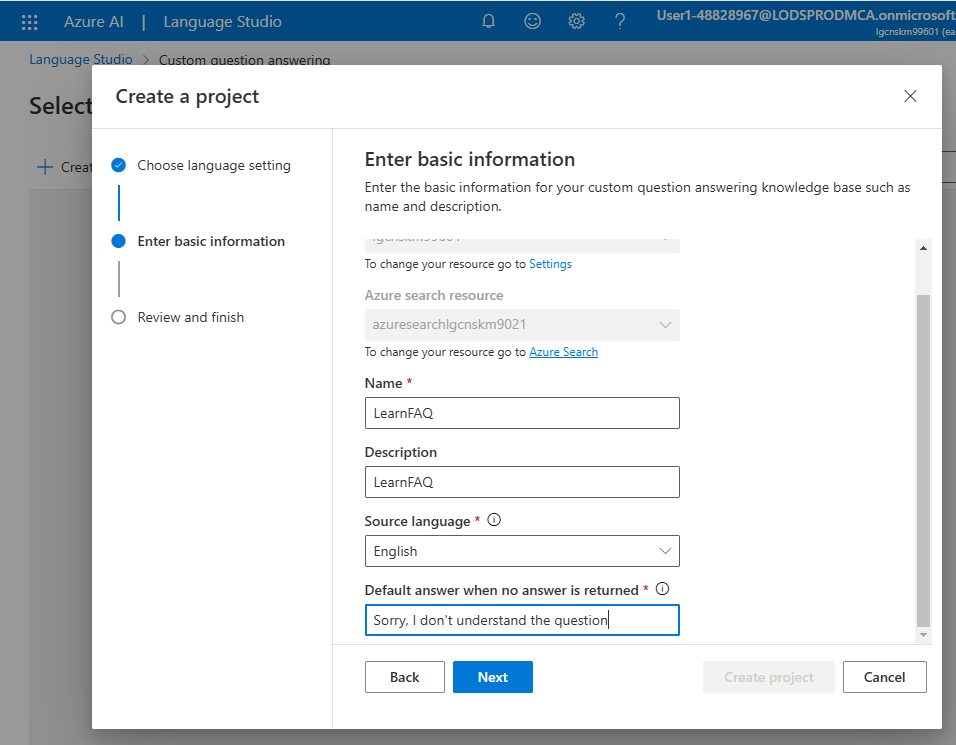 Azure AI | Language Studio
User1-48828967@LODSPRODMCA.onmicrosoft
lgcnskm99601 (ea
Language Studio > Custom question answering
Select
Create a project
+ Creat
Choose language setting
Enter basic information
Review and finish
Enter basic information
Enter the basic information for your custom question answering knowledge base such as
name and description.
To change your resource go to Settings
Azure search resource
azuresearchlgcnskm9021
To change your resource go to Azure Search
Name *
LearnFAQ
Description
LearnFAQ
Source language *
English
Default answer when no answer is returned *
Sorry, I don't understand the question
Back
Next
Create project
Cancel